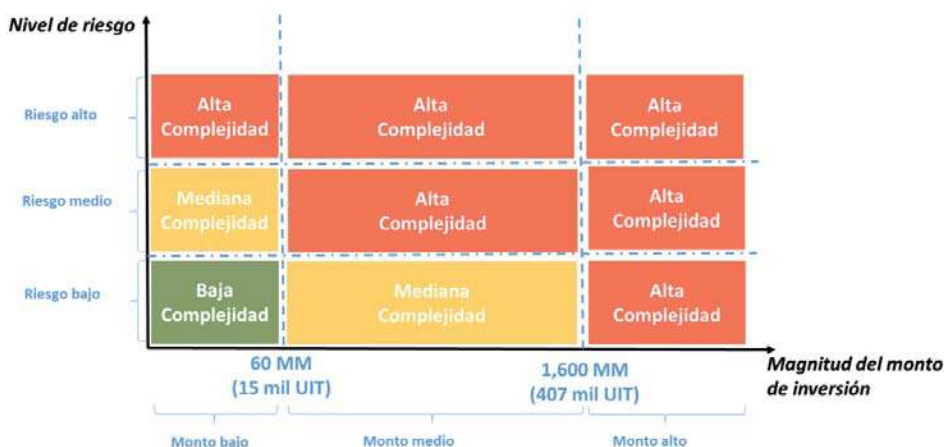 Nivel de riesgo
Riesgo alto
Alta
Complejidad
Alta
Complejidad
Alta
Complejidad
Riesgo medio
Mediana
Complejidad
Alta
Complejidad
Alta
Complejidad
Riesgo bajo
Baja
Complejidad
Mediana
Complejidad
Alta
Complejidad
60 MM
(15 mil UIT)
1,600 MM
(407 mil UIT)
Magnitud del monto
de inversión
Monto bajo
Monto medio
Monto alto